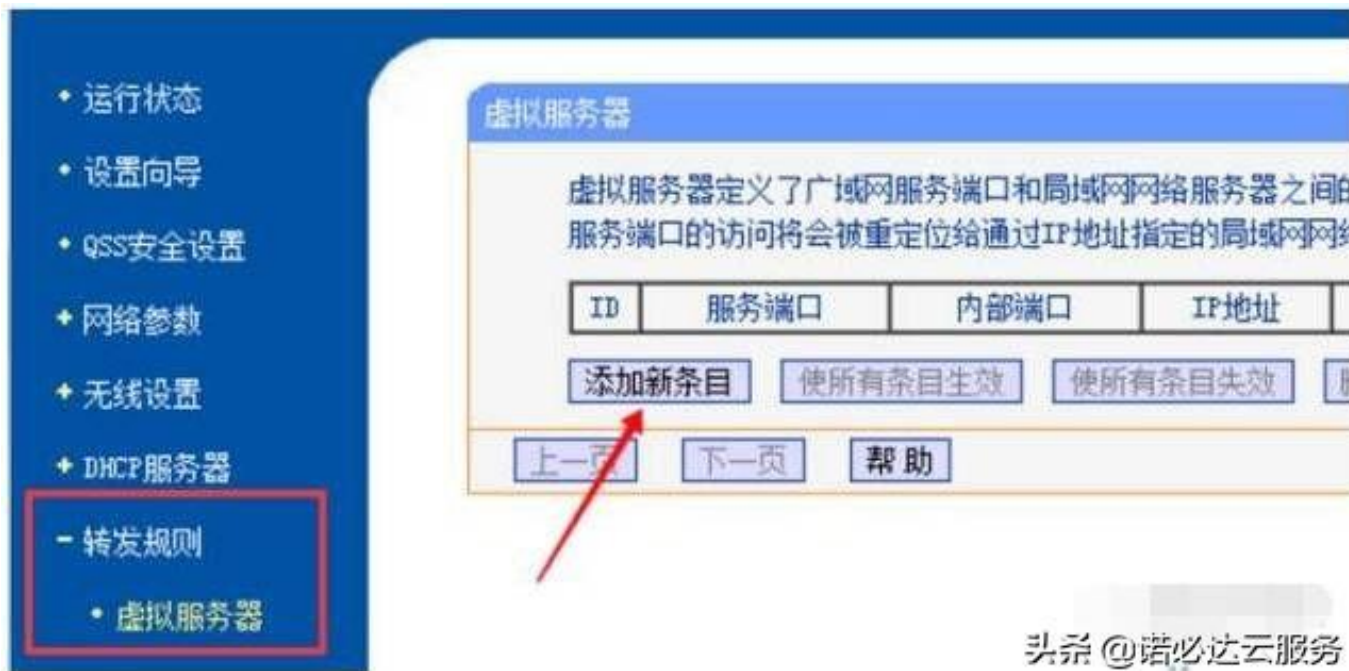 运行状态
设置向导
QSS安全设置
网络参数
无线设置
DHCP服务器
转发规则
虚拟服务器
虚拟服务器
虚拟服务器定义了广域网服务端口和局域网网络服务器之间的
服务端口的访问将会被重定位给通过IP地址指定的局域网网络
ID 服务端口 内部端口 IP地址
添加新条目 使所有条目生效 使所有条目失效
上一页 下一页 帮助
头条 @诺必达云服务